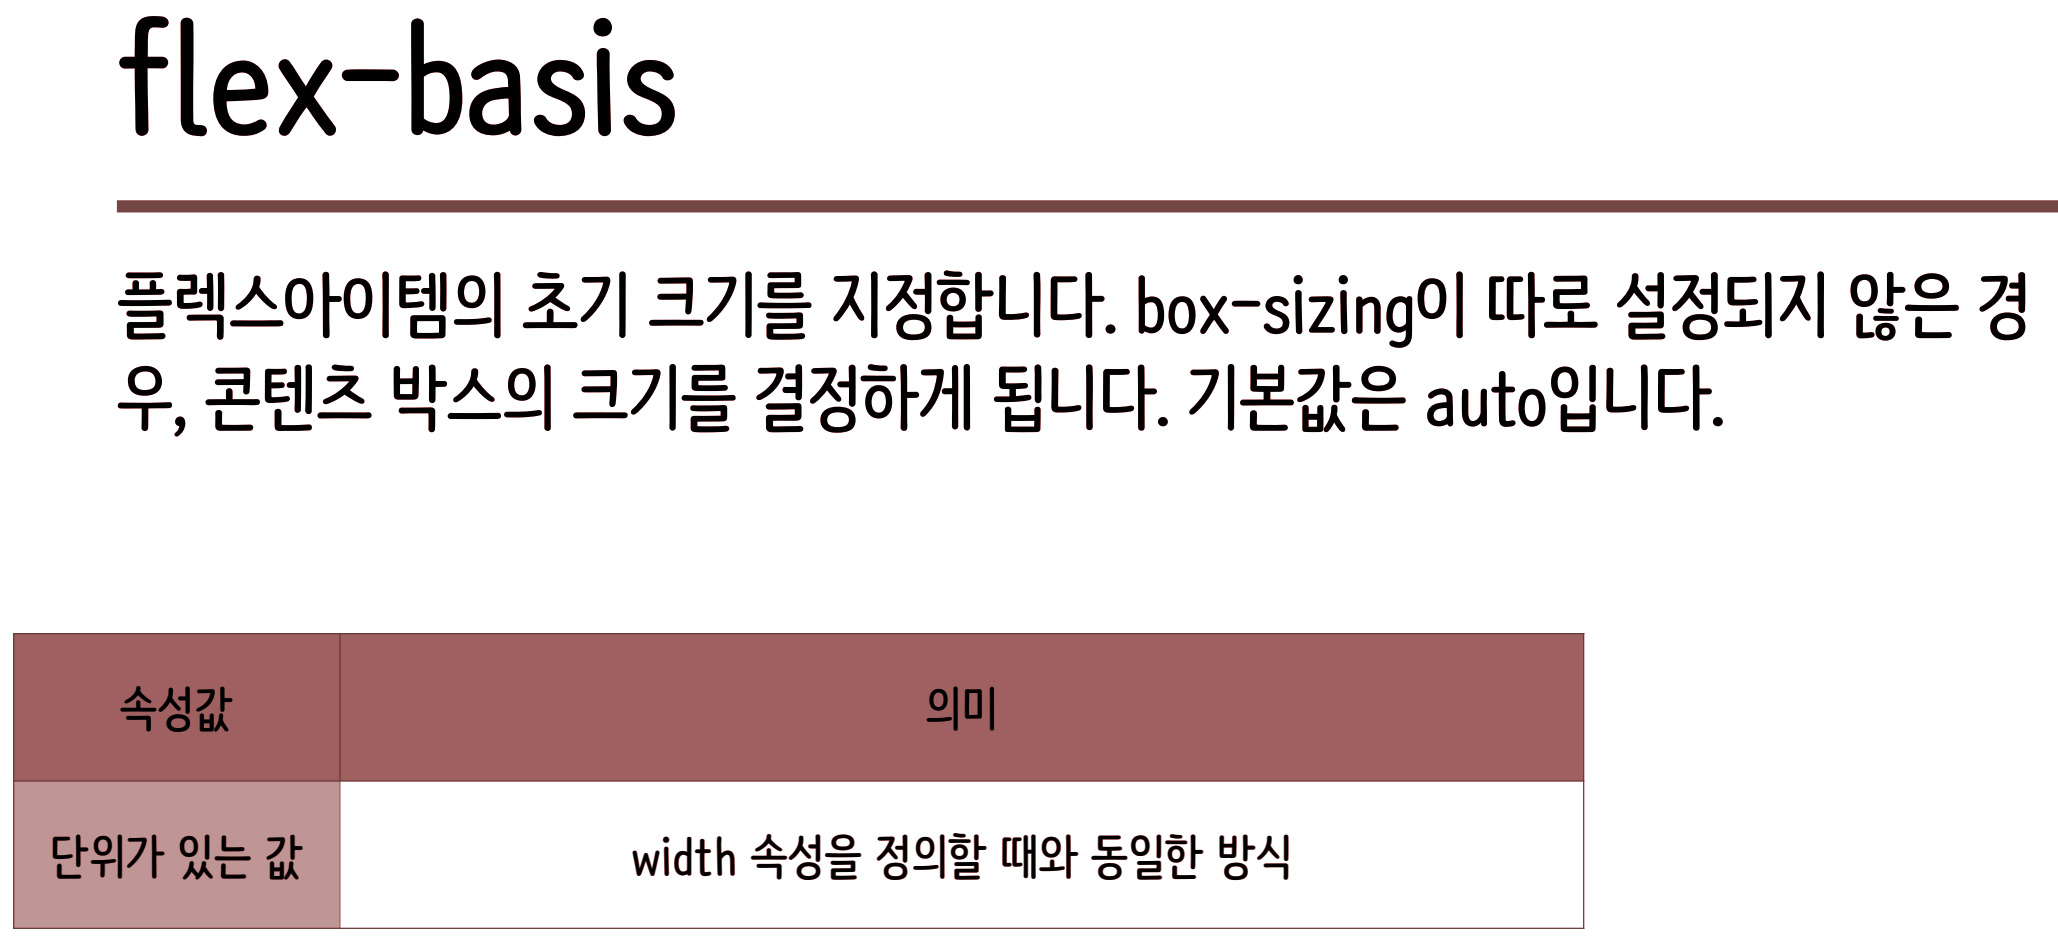 flex-basis
플렉스아이템의 초기 크기를 지정합니다. box-sizing이 따로 설정되지 않은 경
우, 콘텐츠 박스의 크기를 결정하게 됩니다. 기본값은 auto입니다.
속성값 의미
단위가 있는 값 width 속성을 정의할 때와 동일한 방식